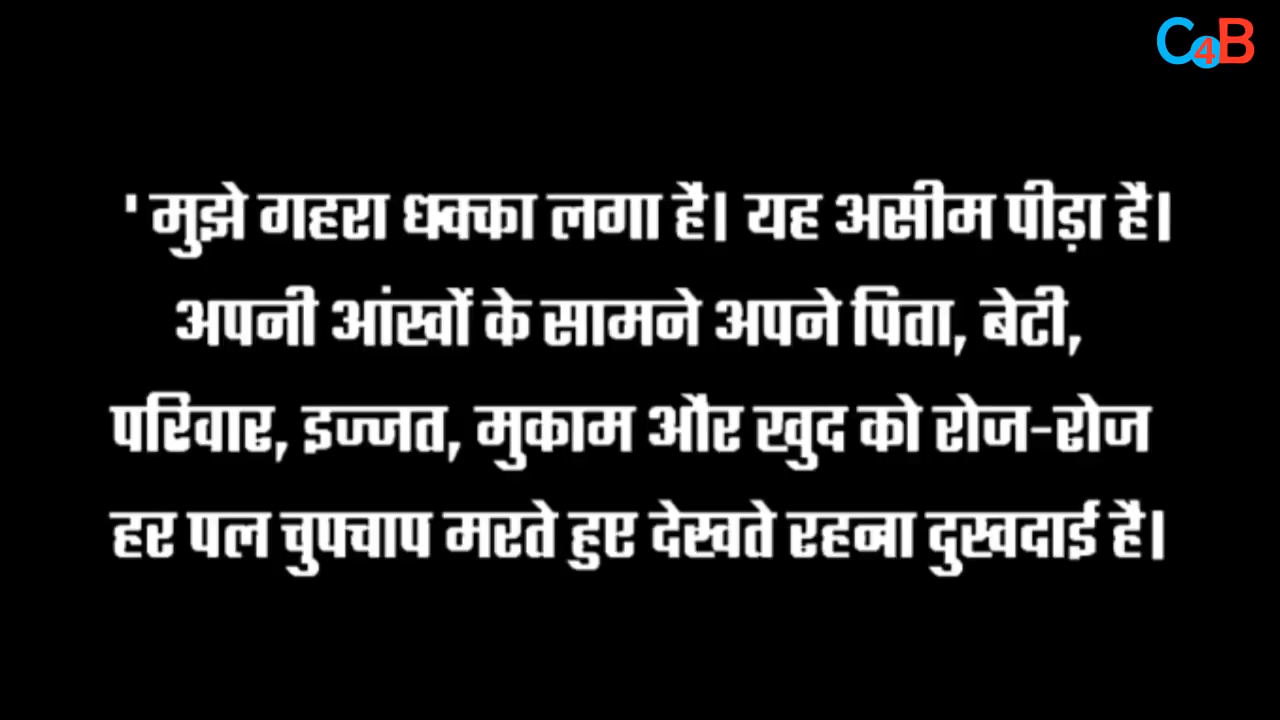 C4B
' मुझे गहरा धक्का लगा है। यह असीम पीड़ा है।
अपनी आंखों के सामने अपने पिता, बेटी,
परिवार, इज्जत, मुकाम और खुद को रोज-रोज
हर पल चुफ्चाप मरते हुए देखते रहना दुखदाई है।